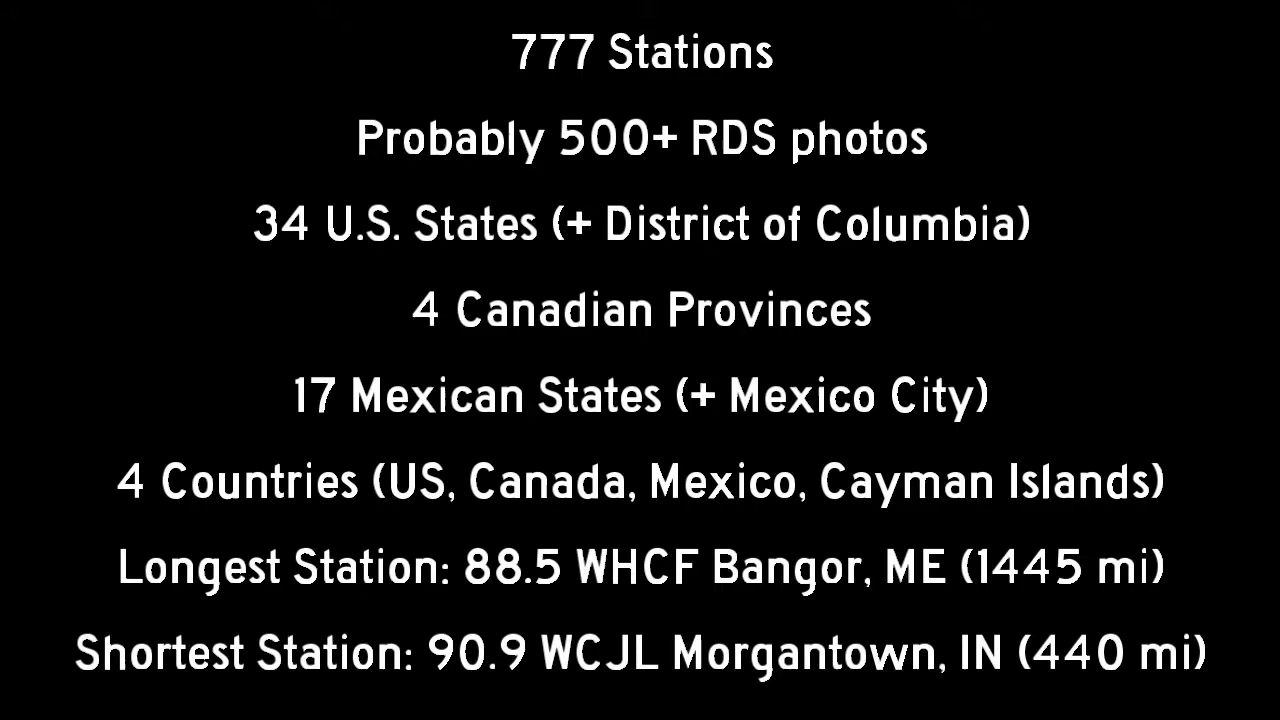 777 Stations
Probably 500+ RDS photos
34 U.S. States (+ District of Columbia)
4 Canadian Provinces
17 Mexican States (+ Mexico City)
4 Countries (US, Canada, Mexico, Cayman Islands)
Longest Station: 88.5 WHCF Bangor, ME (1445 mi)
Shortest Station: 90.9 WCJL Morgantown, IN (440 mi)